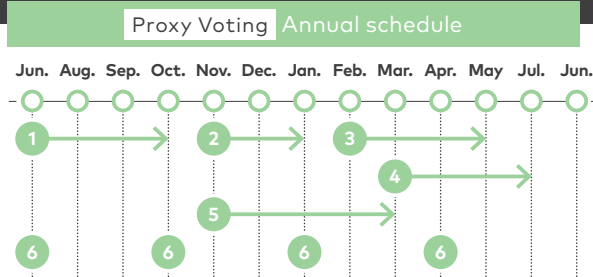 Proxy Voting Annual schedule
Jun. Aug. Sep. Oct. Nov. Dec. Jan. Feb. Mar. Apr. May Jul. Jun.
1 2 3
4
5
6 6 6 6